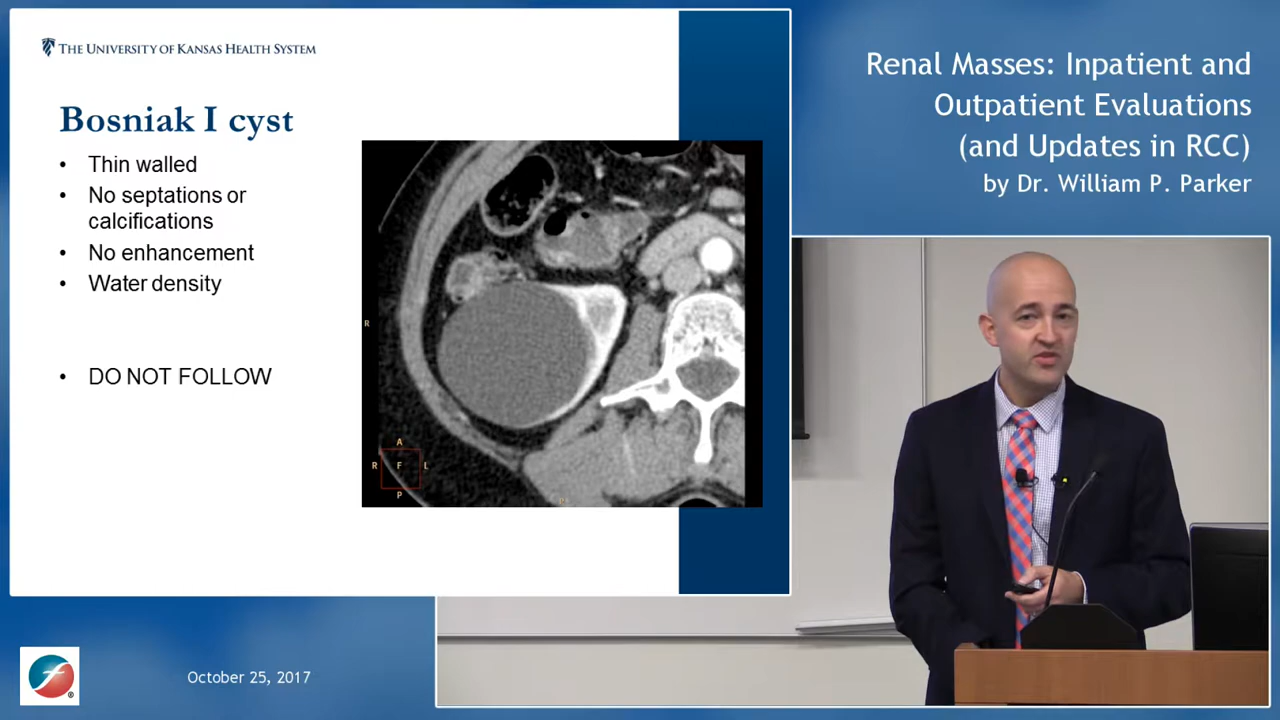 THE UNIVERSITY OF KANSAS HEALTH SYSTEM
Bosniak I cyst
• Thin walled
• No septations or
calcifications
• No enhancement
• Water density
• DO NOT FOLLOW
R
A
R F L
P
Renal Masses: Inpatient and
Outpatient Evaluations
(and Updates in RCC)
by Dr. William P. Parker
October 25, 2017
f ®